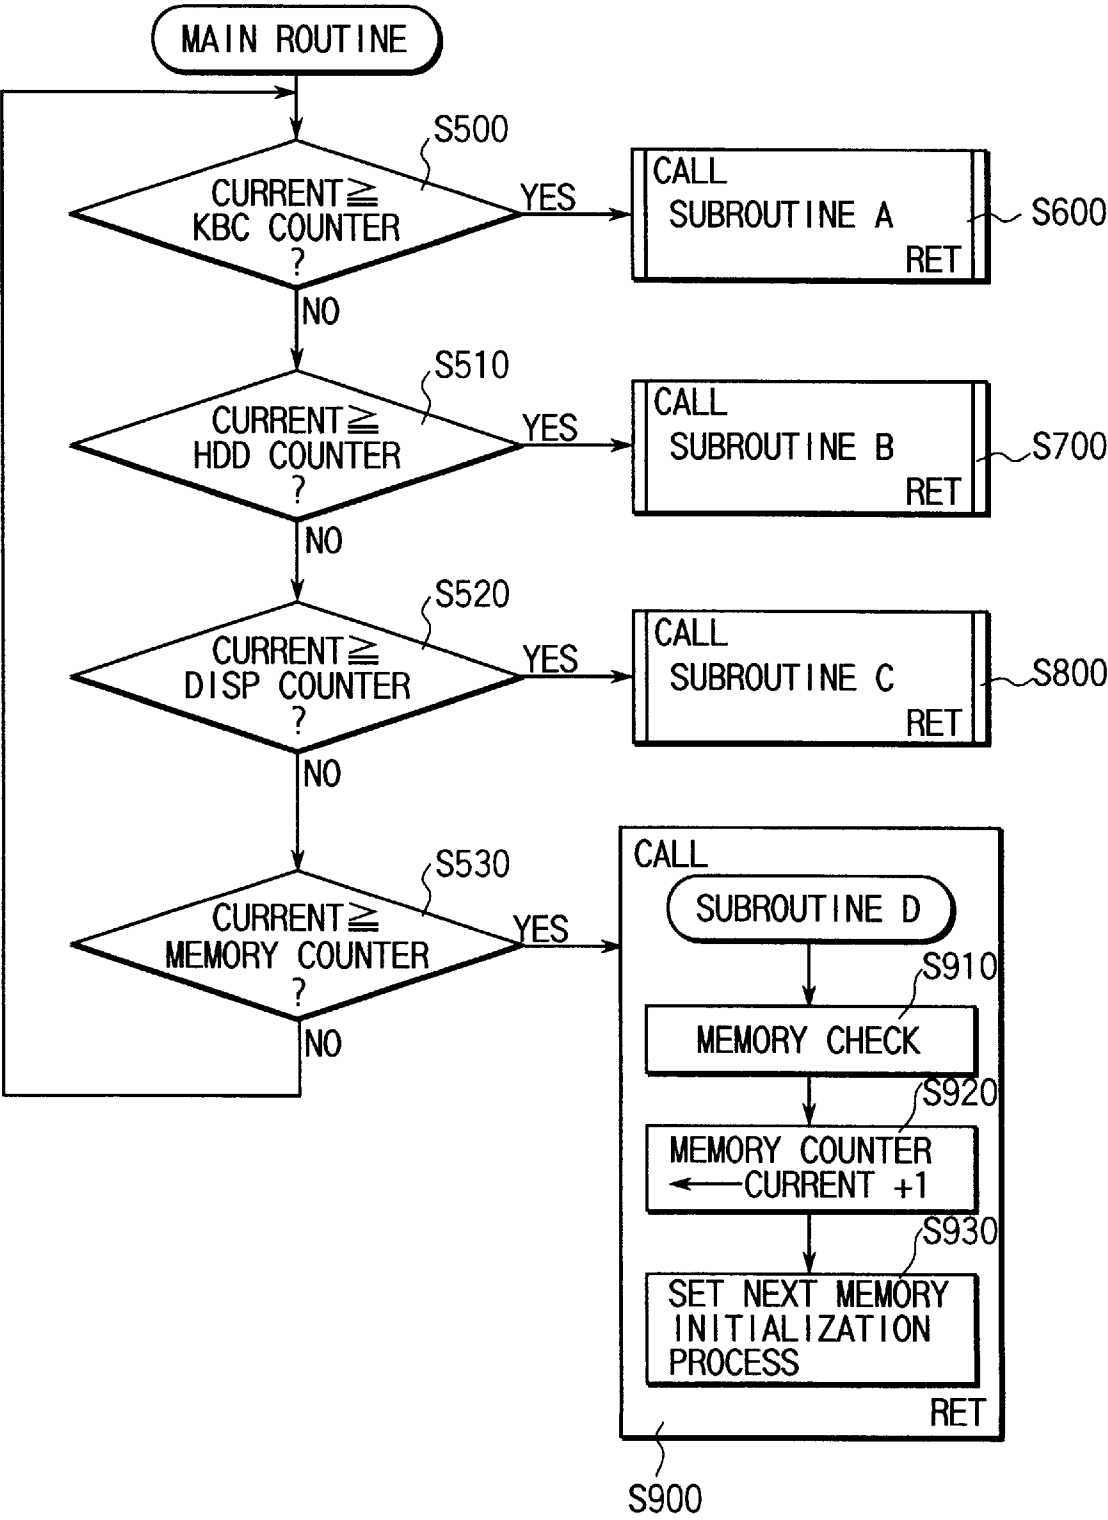 MAIN ROUTINE
S500
CURRENT≧
KBC COUNTER
?
YES
NO
CALL
SUBROUTINE A
RET
S600
S510
CURRENT≧
HDD COUNTER
?
YES
NO
CALL
SUBROUTINE B
RET
S700
S520
CURRENT≧
DISP COUNTER
?
YES
NO
CALL
SUBROUTINE C
RET
S800
S530
CURRENT≧
MEMORY COUNTER
?
YES
NO
CALL
SUBROUTINE D
S910
MEMORY CHECK
S920
MEMORY COUNTER
←CURRENT +1
S930
SET NEXT MEMORY
INITIALIZATION
PROCESS
RET
S900